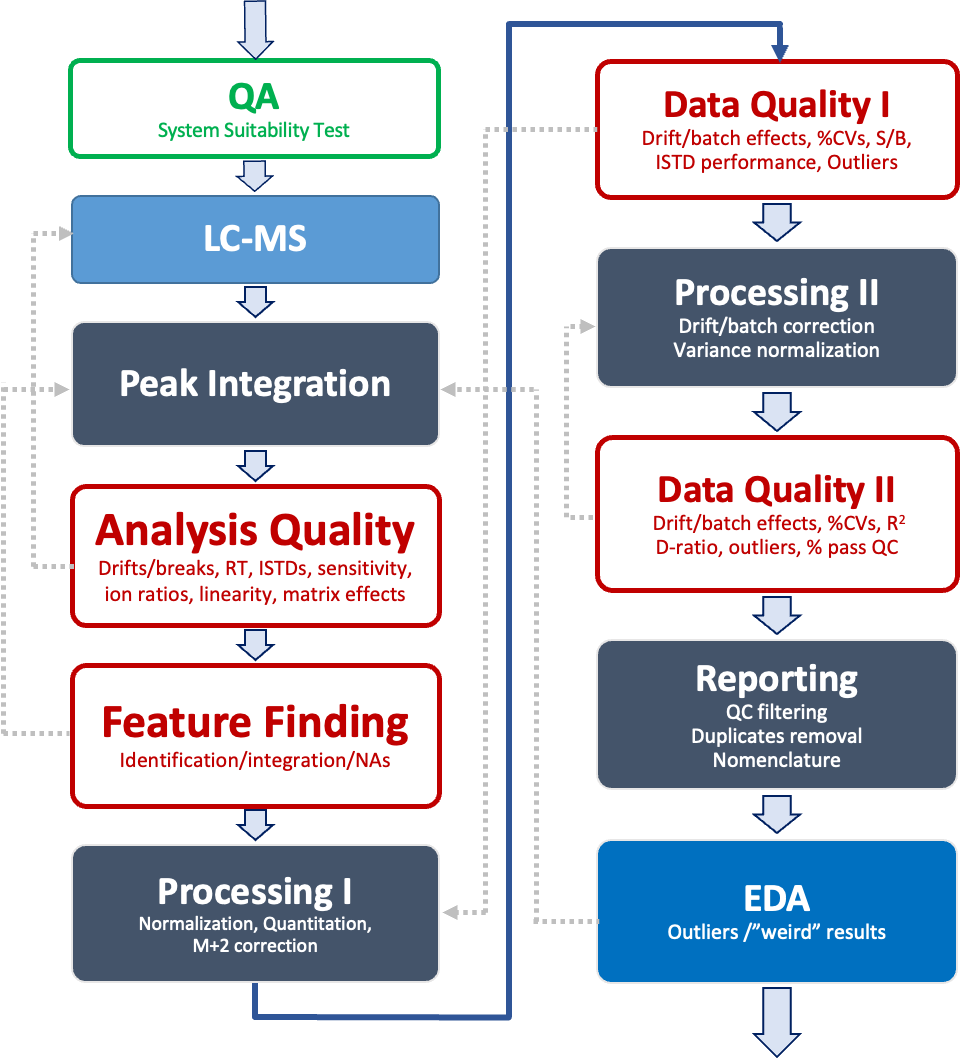 QA
System Suitability Test
LC-MS
Peak Integration
Analysis Quality
Drifts/breaks, RT, ISTDs, sensitivity,
ion ratios, linearity, matrix effects
Feature Finding
Identification/integration/NAs
Processing I
Normalization, Quantitation,
M+2 correction
Data Quality I
Drift/batch effects, %CVs, S/B,
ISTD performance, Outliers
Processing II
Drift/batch correction
Variance normalization
Data Quality II
Drift/batch effects, %CVs, R²
D-ratio, outliers, % pass QC
Reporting
QC filtering
Duplicates removal
Nomenclature
EDA
Outliers /”weird” results